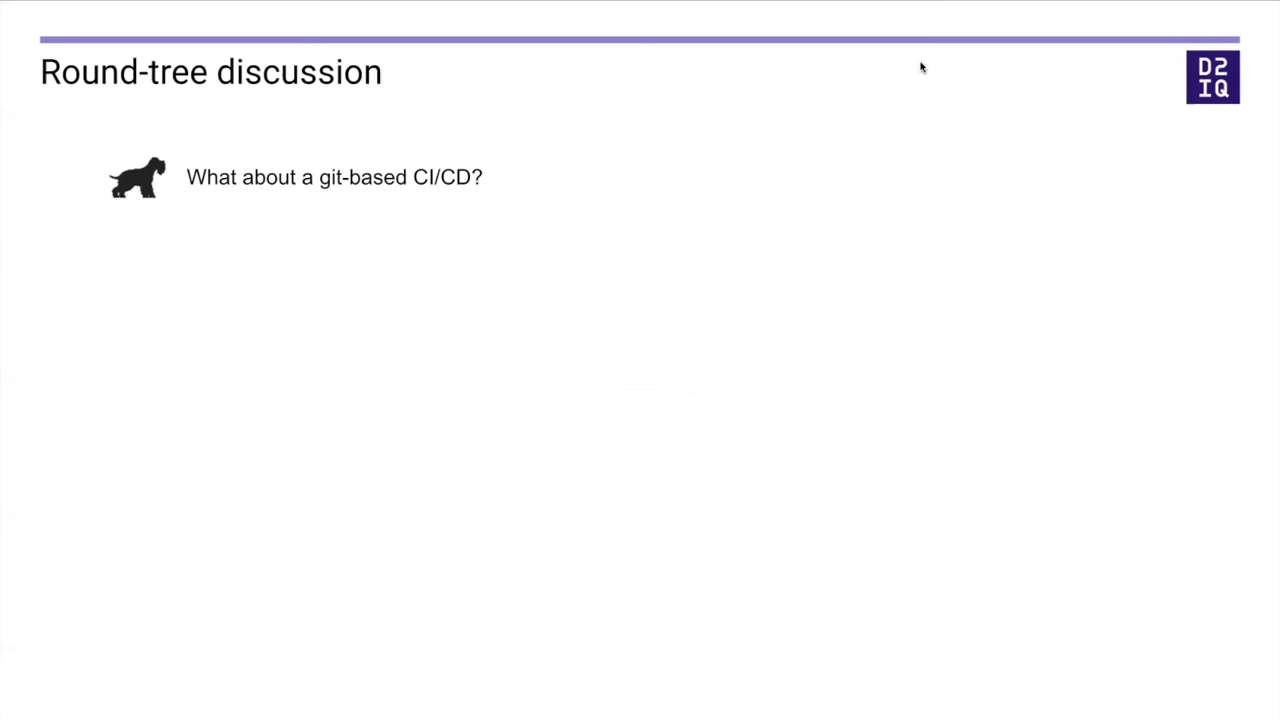 Round-tree discussion
D2
IQ
What about a git-based CI/CD?